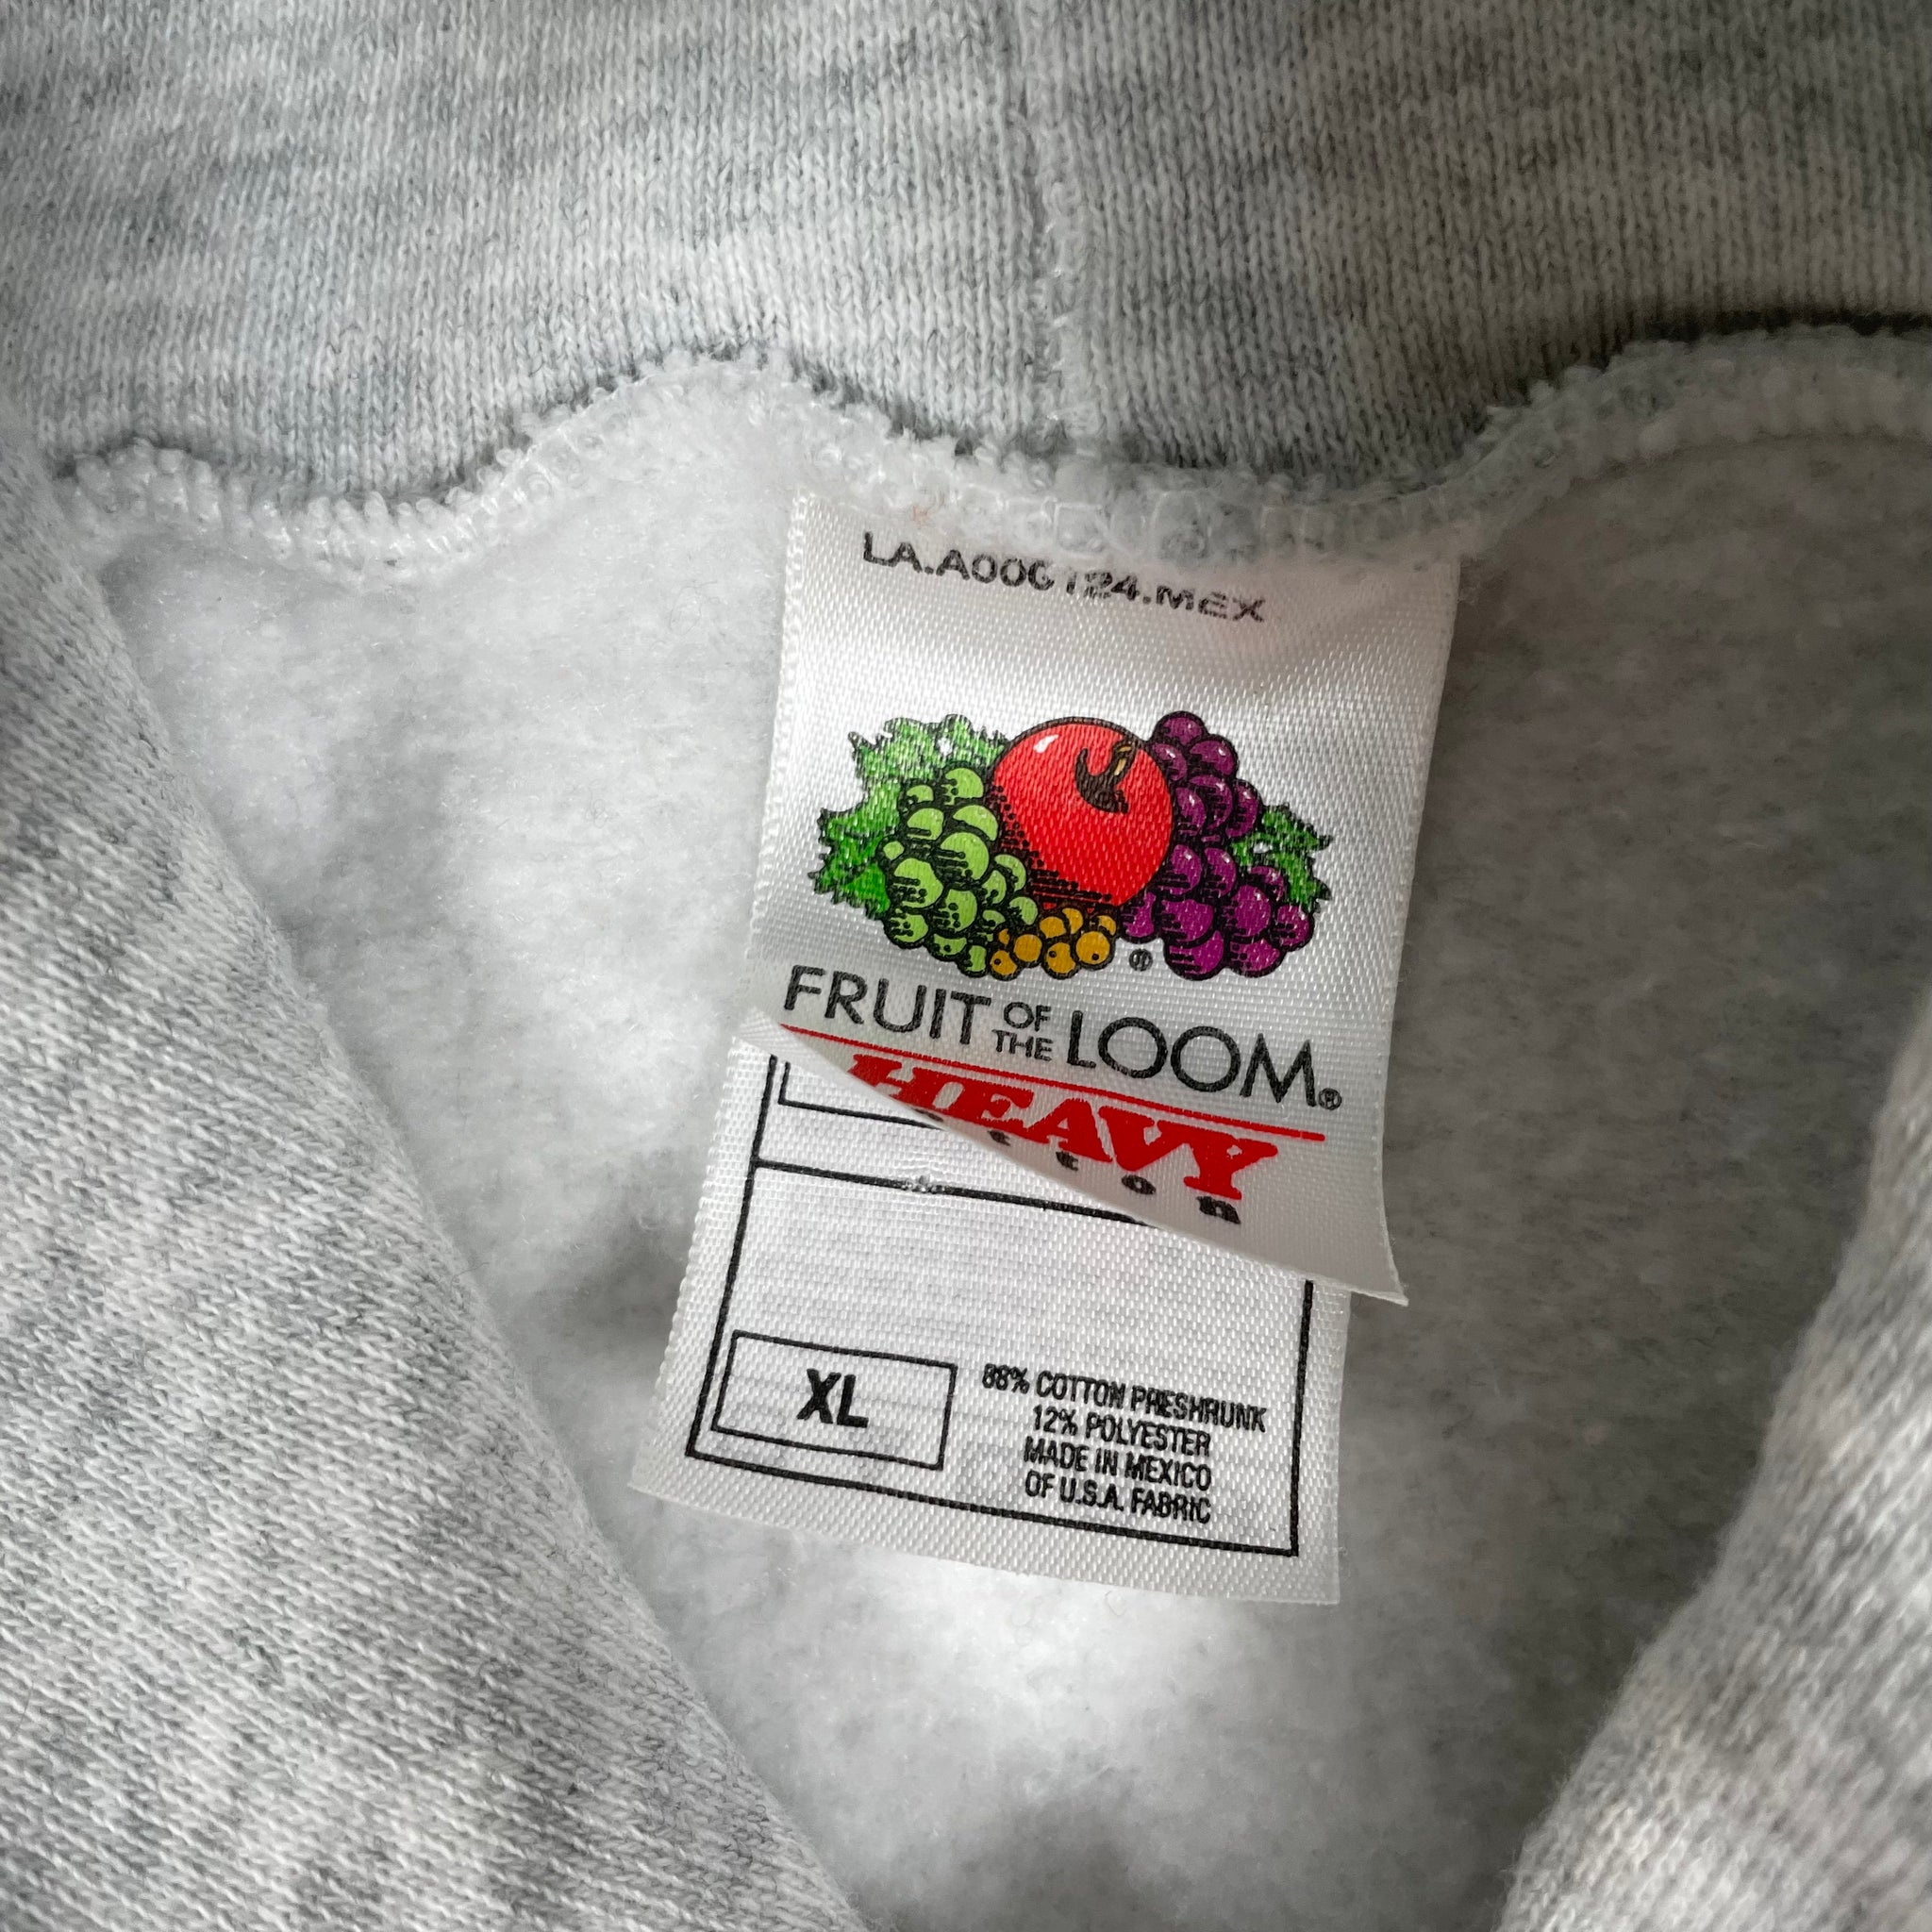 LA.A006124.MEX
®
FRUIT OF THE LOOM®
HEAVY
XL
88% COTTON PRESHRUNK
12% POLYESTER
MADE IN MEXICO
OF U.S.A. FABRIC